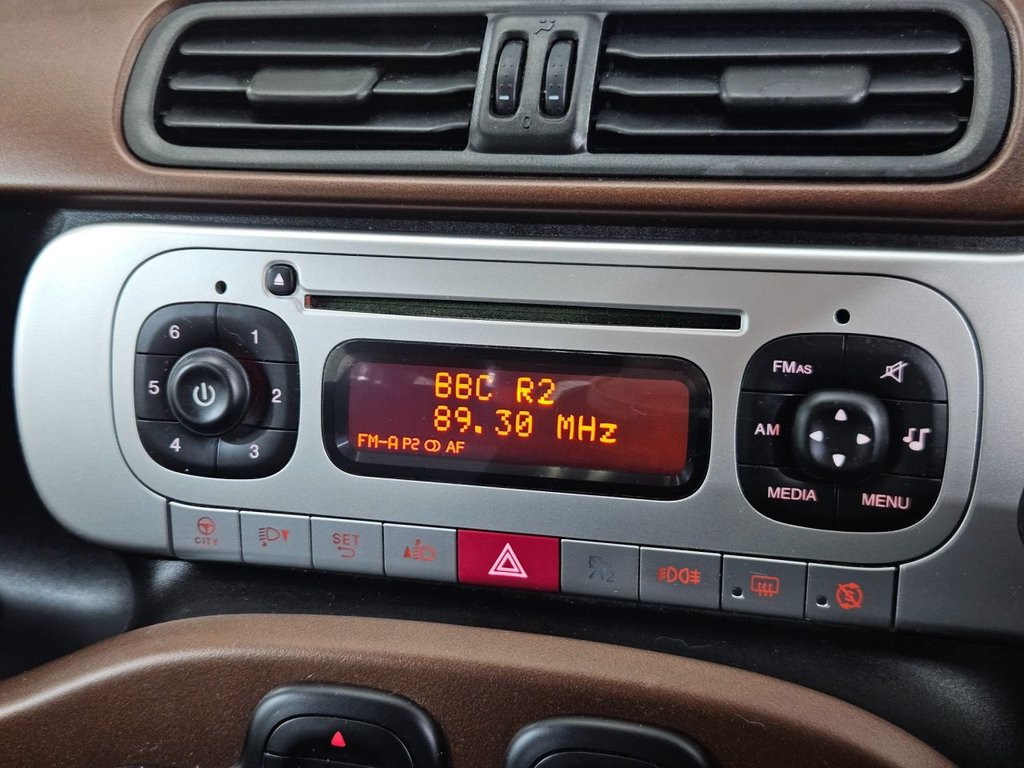 6 1
5 2
4 3
BBC R2
89.30 MHz
FM-A P2 AF
FMAS
AM
MEDIA MENU
CITY
SET
0